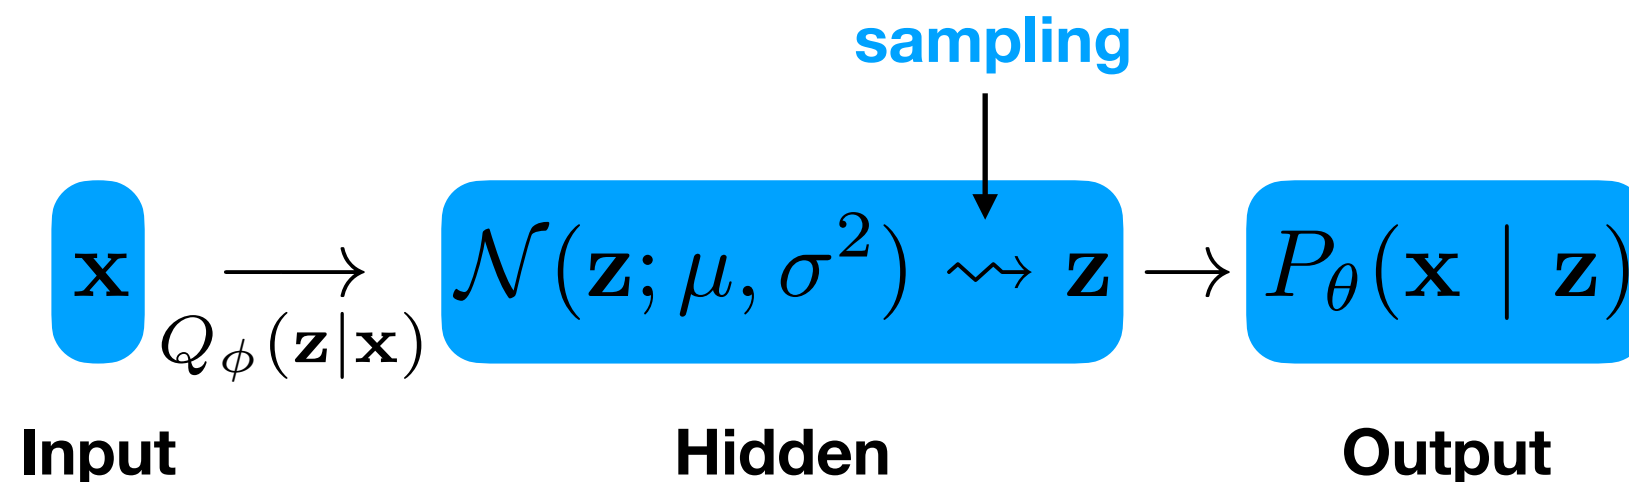 sampling
x → N(z; μ, σ²) ⇝ z → P_θ(x | z)
Q_ϕ(z|x)
Input Hidden Output